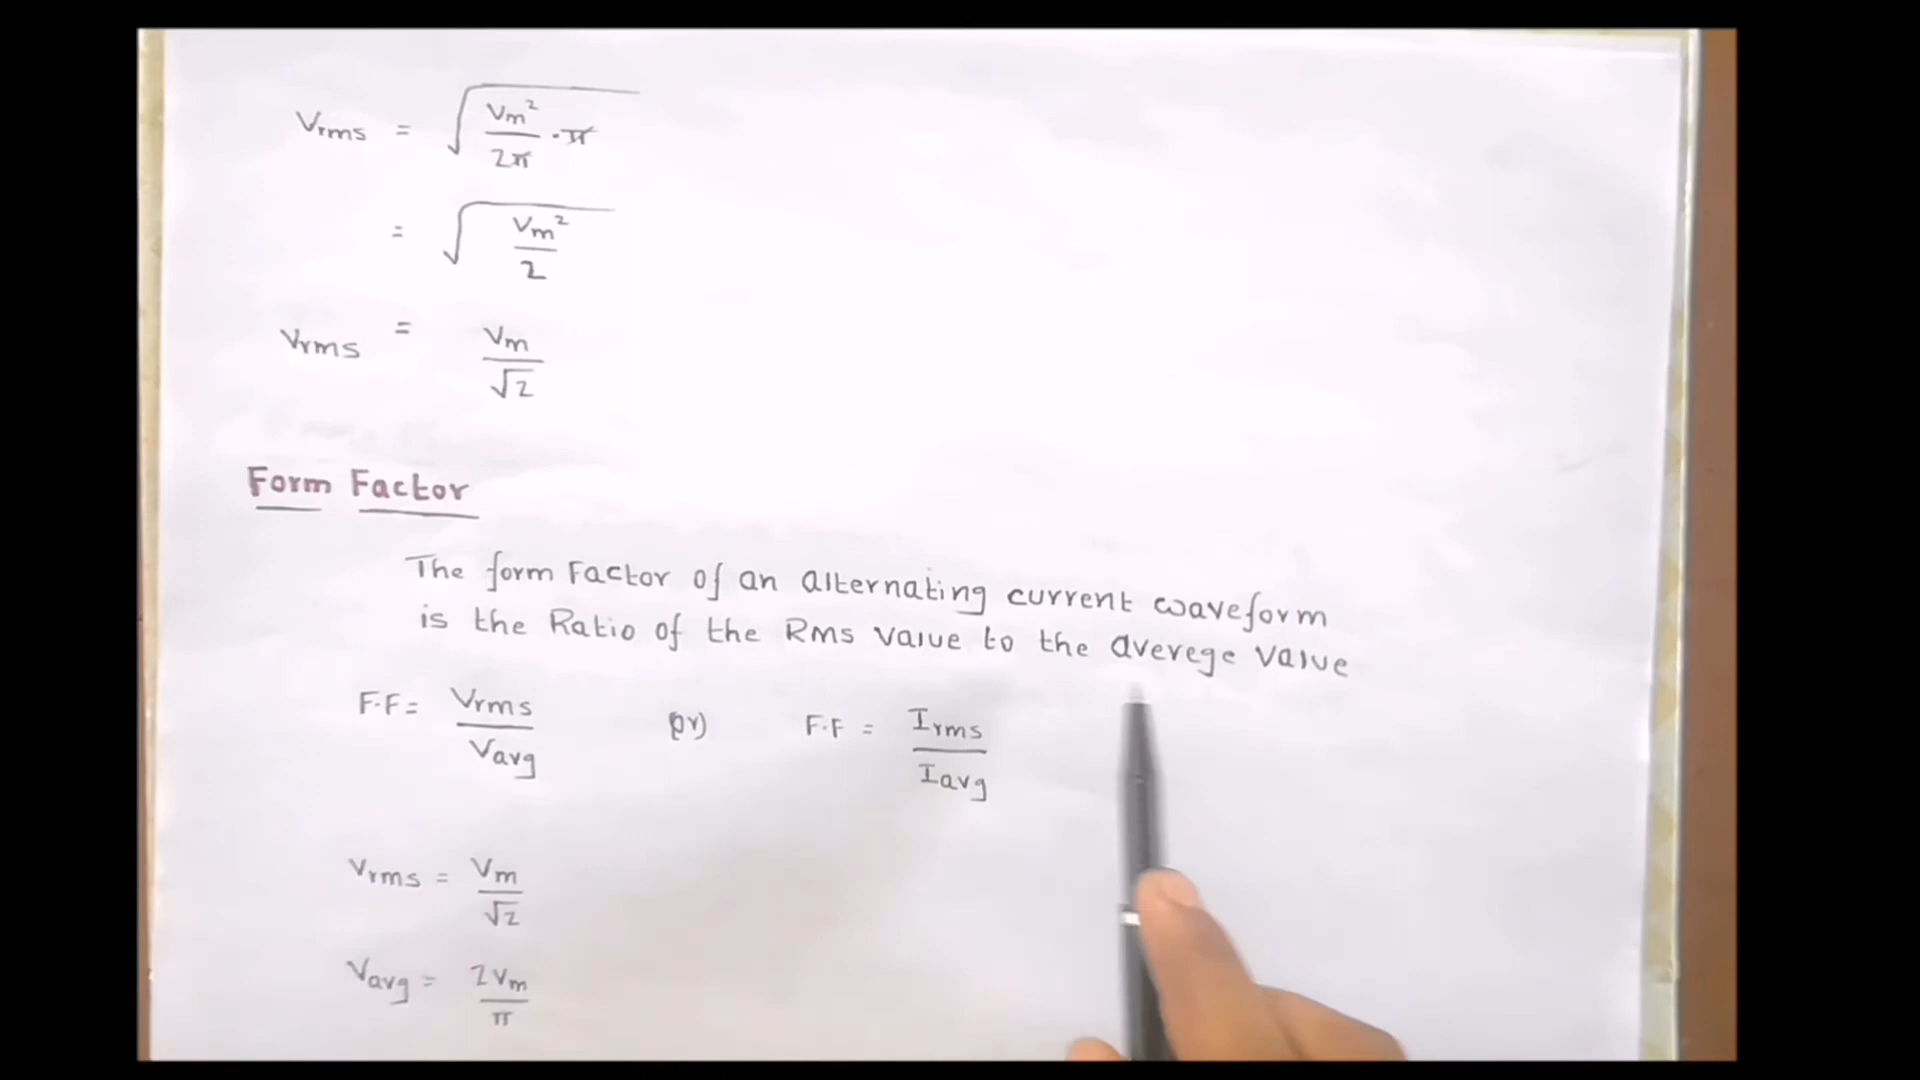 Vrms = √(Vm²/2π · π)
= √(Vm²/2)
Vrms = Vm/√2
Form Factor
The form Factor of an alternating current waveform
is the Ratio of the Rms value to the averege value
F.F = Vrms/Vavg (or) F.F = Irms/Iavg
Vrms = Vm/√2
Vavg = 2Vm/π